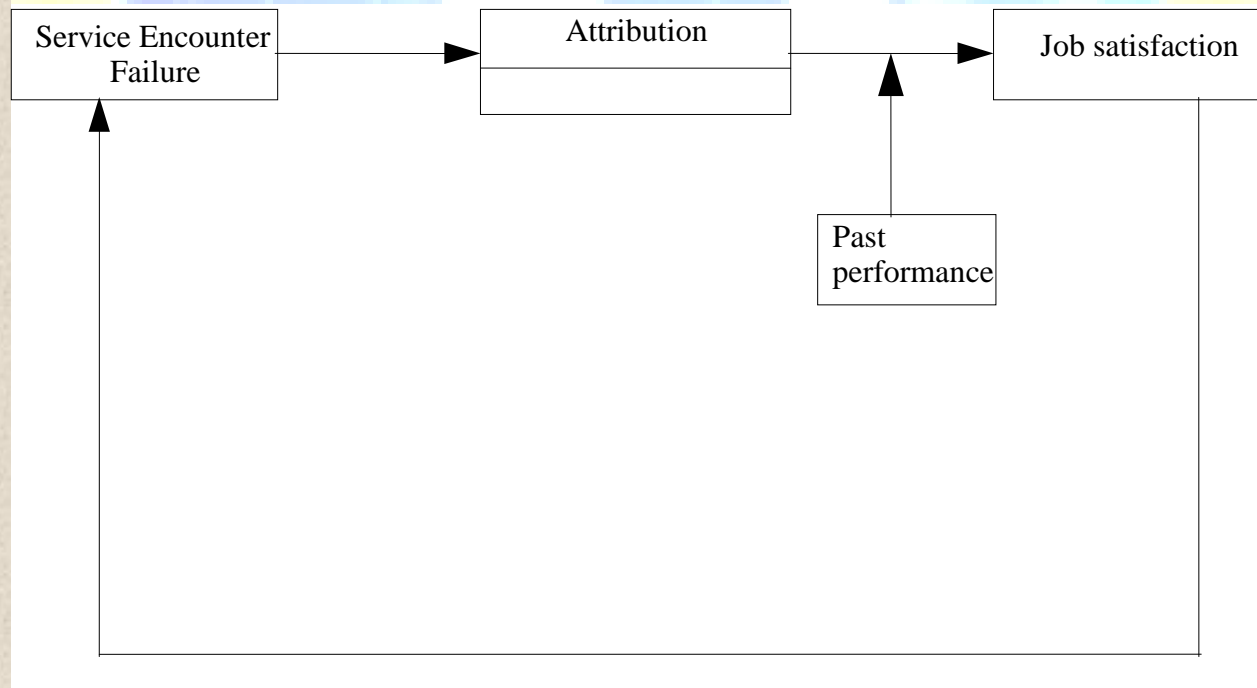 Service Encounter
Failure
Attribution
Job satisfaction
Past
performance